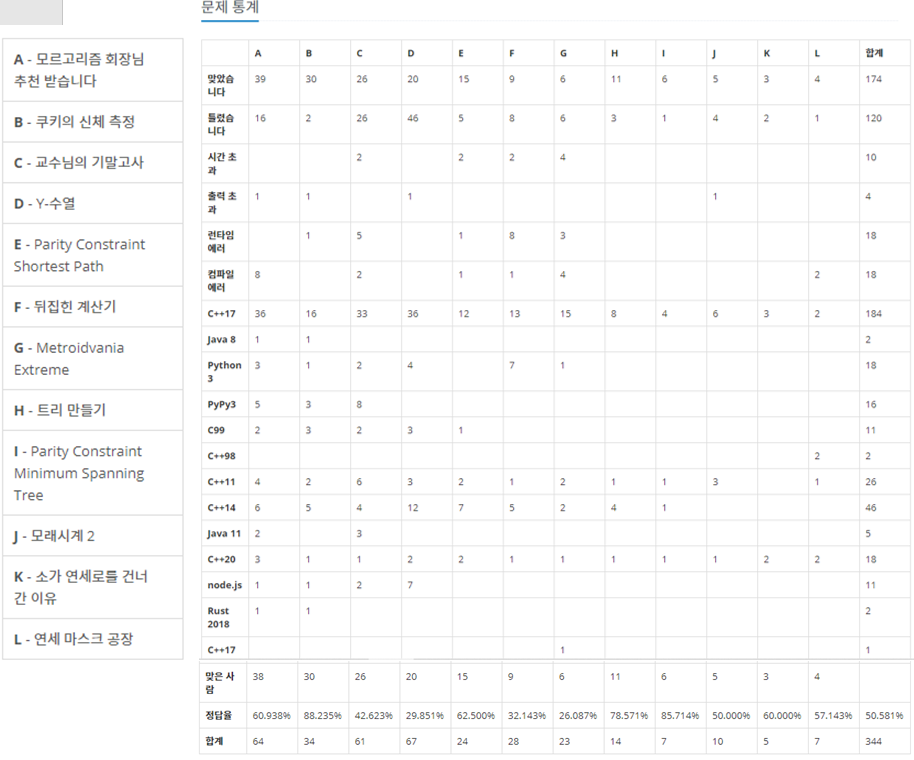 문제 통계
A - 모르고리즘 회장님
추천 받습니다
B - 쿠키의 신체 측정
C - 교수님의 기말고사
D - Y-수열
E - Parity Constraint
Shortest Path
F - 뒤집힌 계산기
G - Metroidvania
Extreme
H - 트리 만들기
I - Parity Constraint
Minimum Spanning
Tree
J - 모래시계 2
K - 소가 연세로를 건너
간 이유
L - 연세 마스크 공장
A B C D E F G H I J K L 합계
맞았습 39 30 26 20 15 9 6 11 6 5 3 4 174
니다
틀렸습 16 2 26 46 5 8 6 3 1 4 2 1 120
니다
시간 초 2 2 2 4 10
과
출력 초 1 1 1 1 4
과
런타임 1 5 1 8 3 18
에러
컴파일 8 2 1 1 4 2 18
에러
C++17 36 16 33 36 12 13 15 8 4 6 3 2 184
Java 8 1 1 2
Python 3 1 2 4 7 1 18
3
PyPy3 5 3 8 16
C99 2 3 2 3 1 11
C++98 2 2
C++11 4 2 6 3 2 1 2 1 1 3 1 26
C++14 6 5 4 12 7 5 2 4 1 46
Java 11 2 3 5
C++20 3 1 1 2 2 1 1 1 1 1 2 2 18
node.js 1 1 2 7 11
Rust 1 1 2
2018
C++17 1 1
맞은 사 38 30 26 20 15 9 6 11 6 5 3 4
람
정답율 60.938% 88.235% 42.623% 29.851% 62.500% 32.143% 26.087% 78.571% 85.714% 50.000% 60.000% 57.143% 50.581%
합계 64 34 61 67 24 28 23 14 7 10 5 7 344